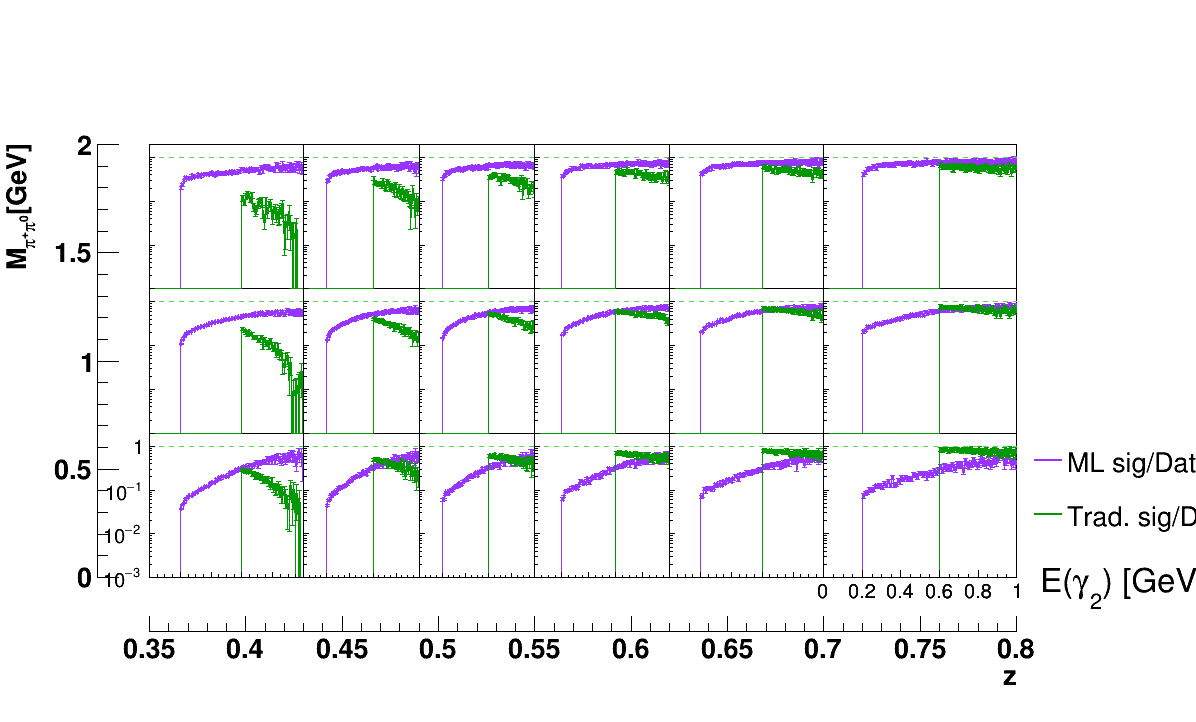 M_{π⁺π⁰}[GeV]
2
1.5
1
0.5
0
1
10⁻¹
10⁻²
10⁻³
ML sig/Dat
Trad. sig/D
E(γ₂) [GeV
0 0.2 0.4 0.6 0.8 1
0.35 0.4 0.45 0.5 0.55 0.6 0.65 0.7 0.75 0.8
z